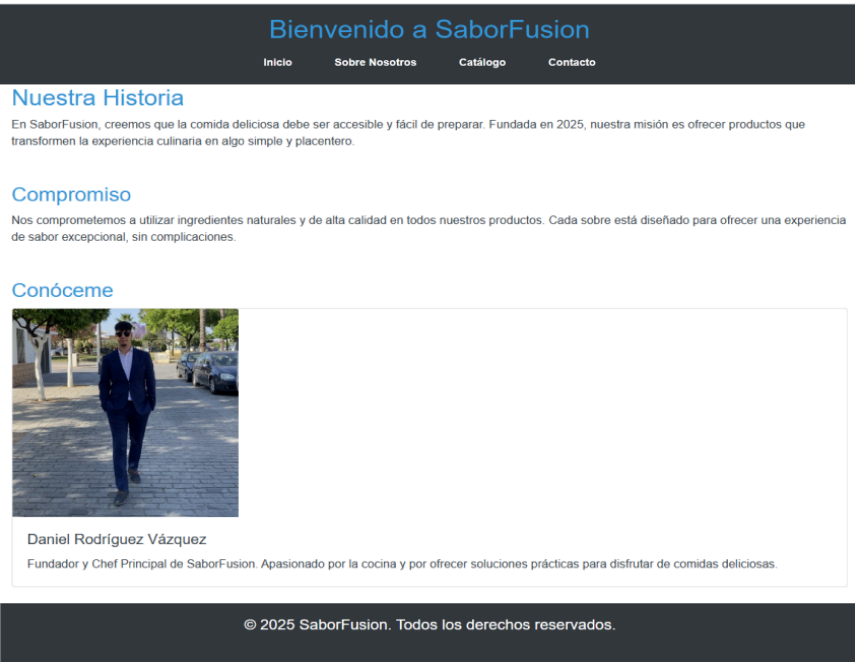 Bienvenido a SaborFusion
Inicio Sobre Nosotros Catálogo Contacto
Nuestra Historia
En SaborFusion, creemos que la comida deliciosa debe ser accesible y fácil de preparar. Fundada en 2025, nuestra misión es ofrecer productos que
transformen la experiencia culinaria en algo simple y placentero.
Compromiso
Nos comprometemos a utilizar ingredientes naturales y de alta calidad en todos nuestros productos. Cada sobre está diseñado para ofrecer una experiencia
de sabor excepcional, sin complicaciones.
Conóceme
Daniel Rodríguez Vázquez
Fundador y Chef Principal de SaborFusion. Apasionado por la cocina y por ofrecer soluciones prácticas para disfrutar de comidas deliciosas.
© 2025 SaborFusion. Todos los derechos reservados.